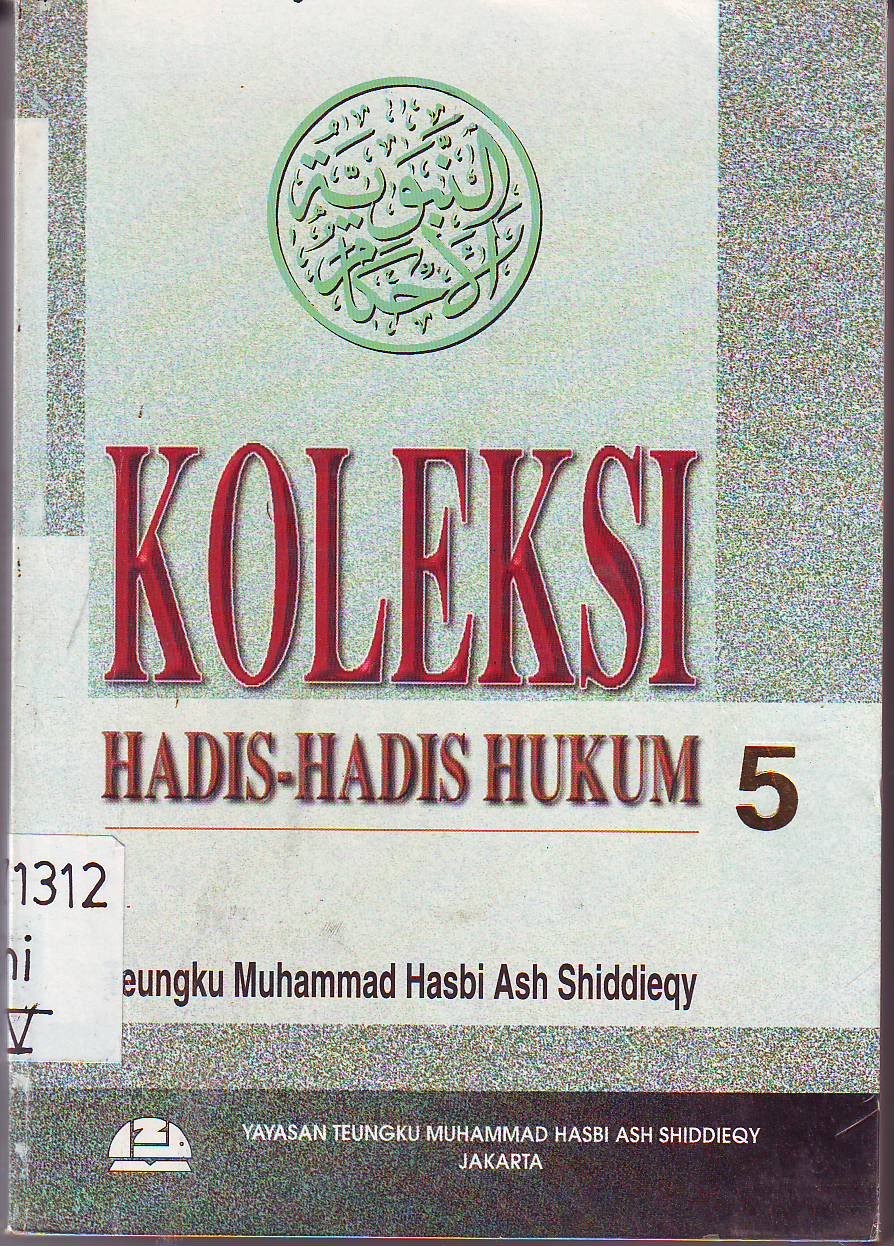 النبوية
الأحكام
KOLEKSI
HADIS-HADIS HUKUM 5
1312
ni
V
eungku Muhammad Hasbi Ash Shiddieqy
YAYASAN TEUNGKU MUHAMMAD HASBI ASH SHIDDIEQY
JAKARTA